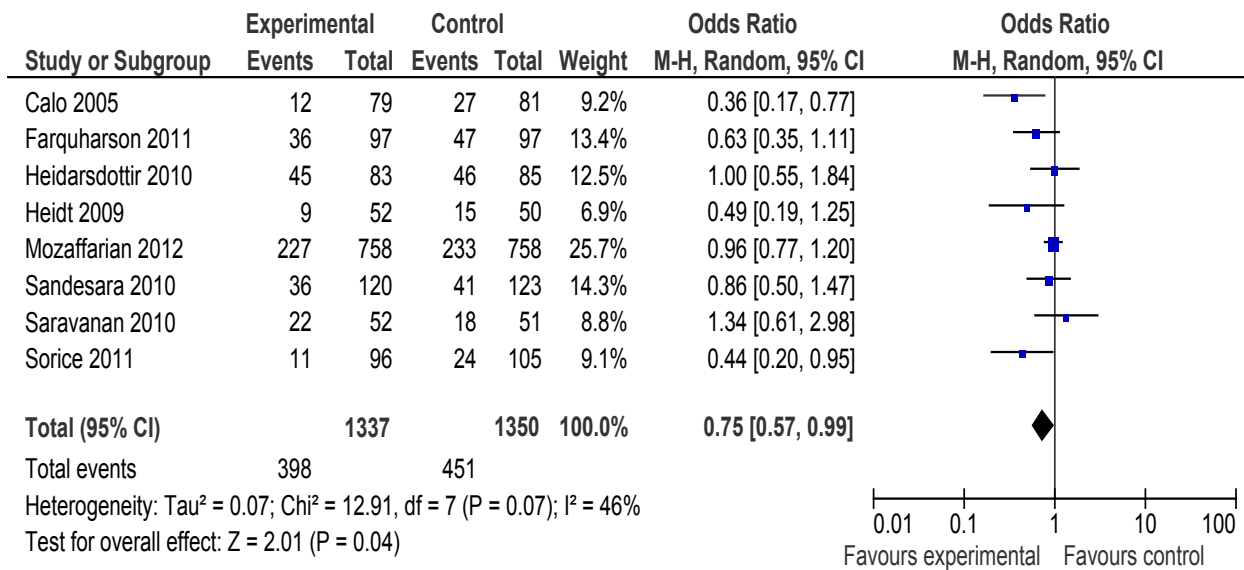 Experimental Control Odds Ratio Odds Ratio
Study or Subgroup Events Total Events Total Weight M-H, Random, 95% CI M-H, Random, 95% CI
Calo 2005 12 79 27 81 9.2% 0.36 [0.17, 0.77]
Farquharson 2011 36 97 47 97 13.4% 0.63 [0.35, 1.11]
Heidarsdottir 2010 45 83 46 85 12.5% 1.00 [0.55, 1.84]
Heidt 2009 9 52 15 50 6.9% 0.49 [0.19, 1.25]
Mozaffarian 2012 227 758 233 758 25.7% 0.96 [0.77, 1.20]
Sandesara 2010 36 120 41 123 14.3% 0.86 [0.50, 1.47]
Saravanan 2010 22 52 18 51 8.8% 1.34 [0.61, 2.98]
Sorice 2011 11 96 24 105 9.1% 0.44 [0.20, 0.95]
Total (95% CI) 1337 1350 100.0% 0.75 [0.57, 0.99]
Total events 398 451
Heterogeneity: Tau² = 0.07; Chi² = 12.91, df = 7 (P = 0.07); I² = 46%
Test for overall effect: Z = 2.01 (P = 0.04)
0.01 0.1 1 10 100
Favours experimental Favours control